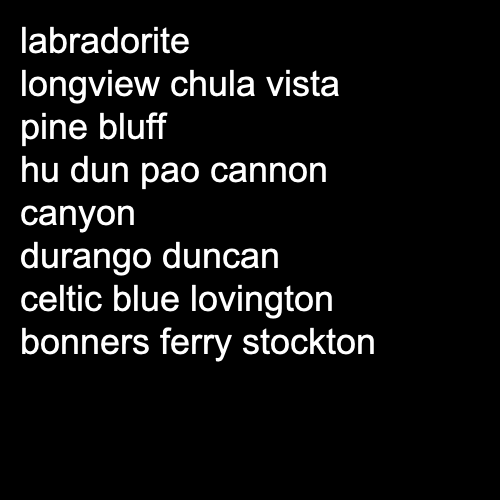 labradorite
longview chula vista
pine bluff
hu dun pao cannon
canyon
durango duncan
celtic blue lovington
bonners ferry stockton